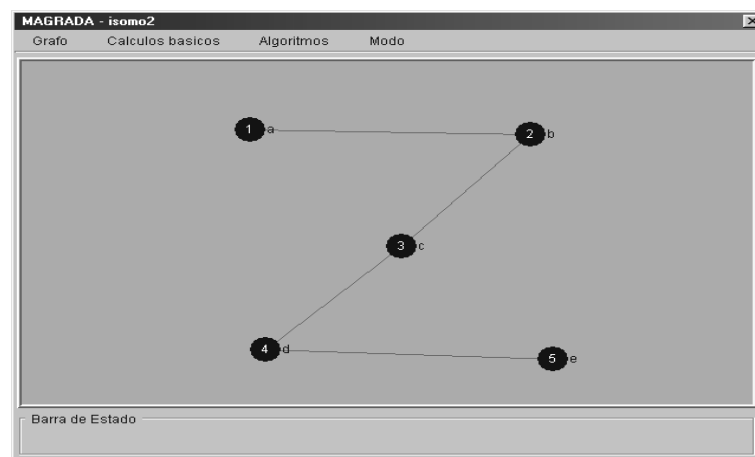 MAGRADA - isomo2
Grafo Calculos basicos Algoritmos Modo
1 a
2 b
3 c
4 d
5 e
Barra de Estado